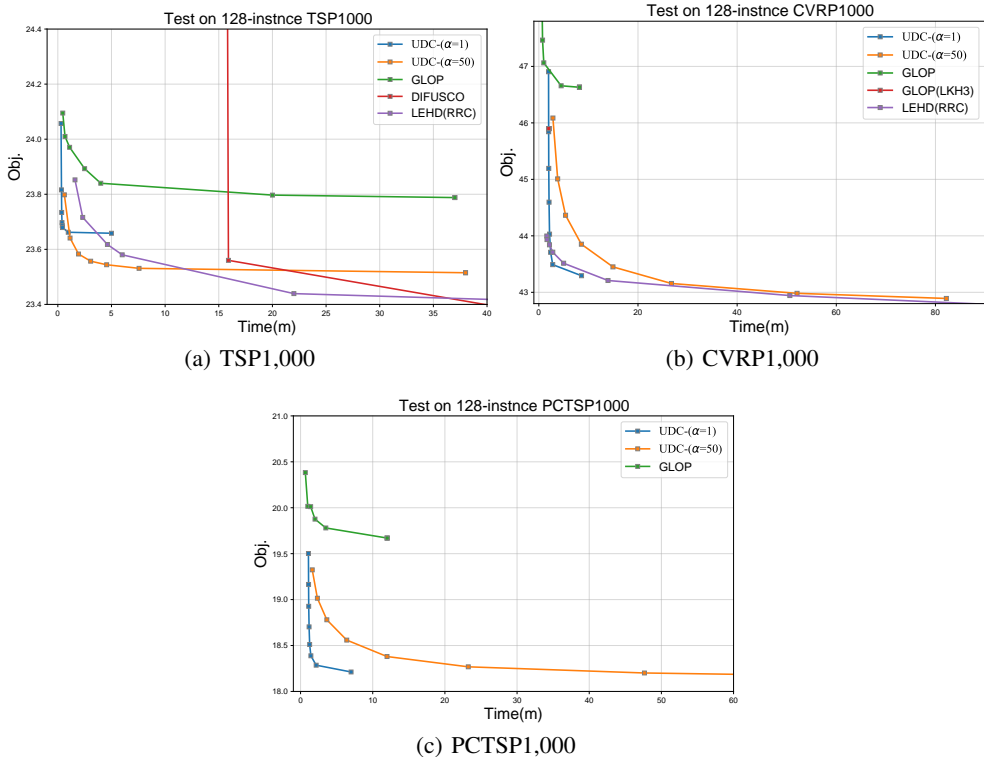 Test on 128-instnce TSP1000
24.4
24.2
24.0
23.8
23.6
23.4
Obj.
UDC-(α=1)
UDC-(α=50)
GLOP
DIFUSCO
LEHD(RRC)
0 5 10 15 20 25 30 35 40
Time(m)
(a) TSP1,000
Test on 128-instnce CVRP1000
47
46
45
44
43
Obj.
UDC-(α=1)
UDC-(α=50)
GLOP
GLOP(LKH3)
LEHD(RRC)
0 20 40 60 80
Time(m)
(b) CVRP1,000
Test on 128-instnce PCTSP1000
21.0
20.5
20.0
19.5
19.0
18.5
18.0
Obj.
UDC-(α=1)
UDC-(α=50)
GLOP
0 10 20 30 40 50 60
Time(m)
(c) PCTSP1,000